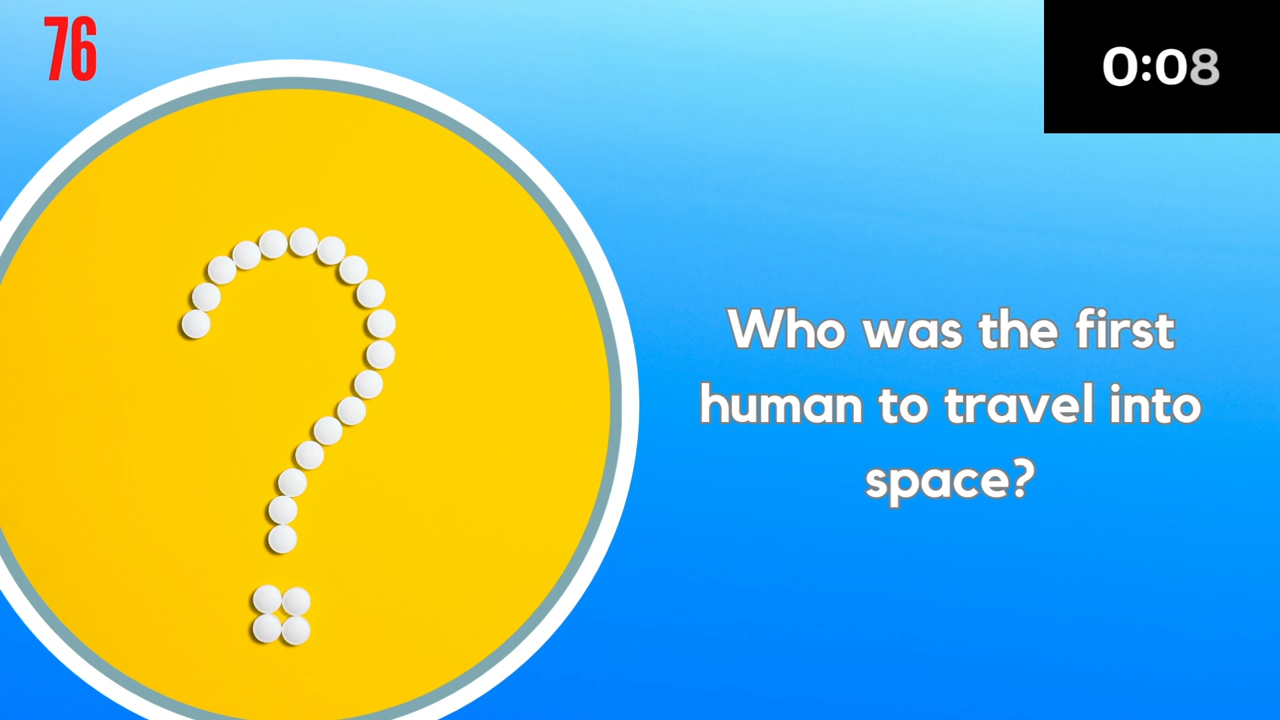 76
0:08
Who was the first
human to travel into
space?